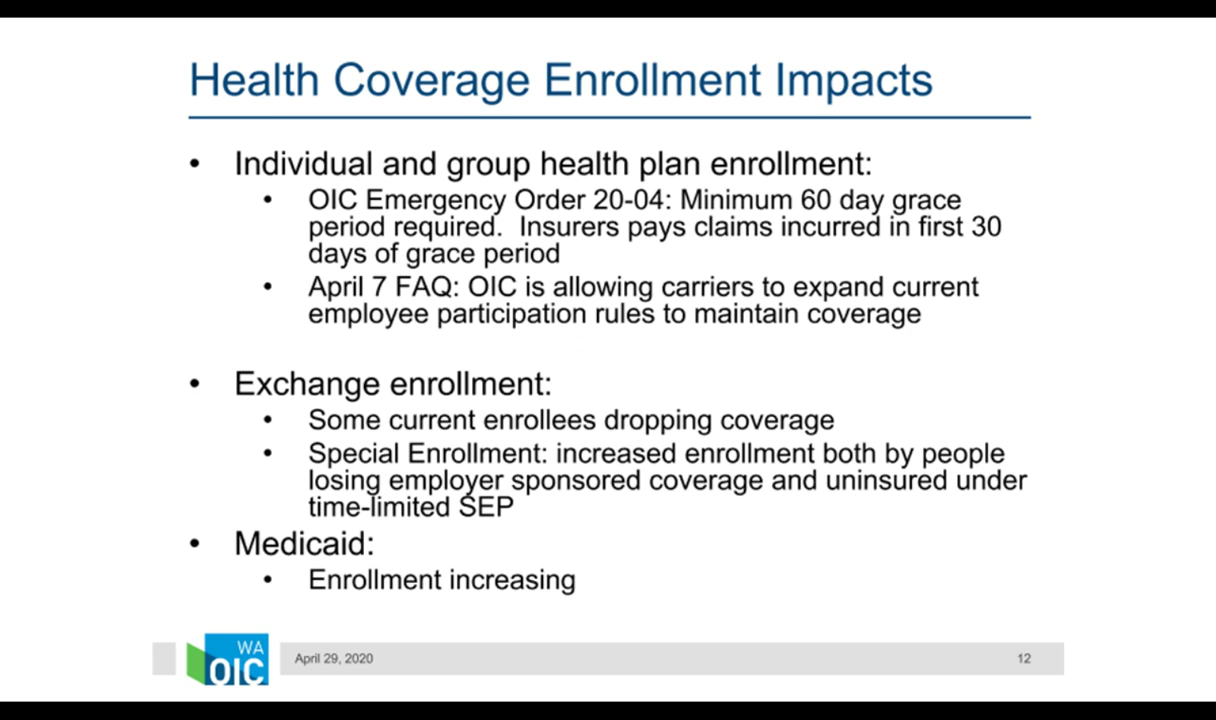 Health Coverage Enrollment Impacts
• Individual and group health plan enrollment:
• OIC Emergency Order 20-04: Minimum 60 day grace
period required.  Insurers pays claims incurred in first 30
days of grace period
• April 7 FAQ: OIC is allowing carriers to expand current
employee participation rules to maintain coverage
• Exchange enrollment:
• Some current enrollees dropping coverage
• Special Enrollment: increased enrollment both by people
losing employer sponsored coverage and uninsured under
time-limited SEP
• Medicaid:
• Enrollment increasing
WA
OIC
April 29, 2020
12